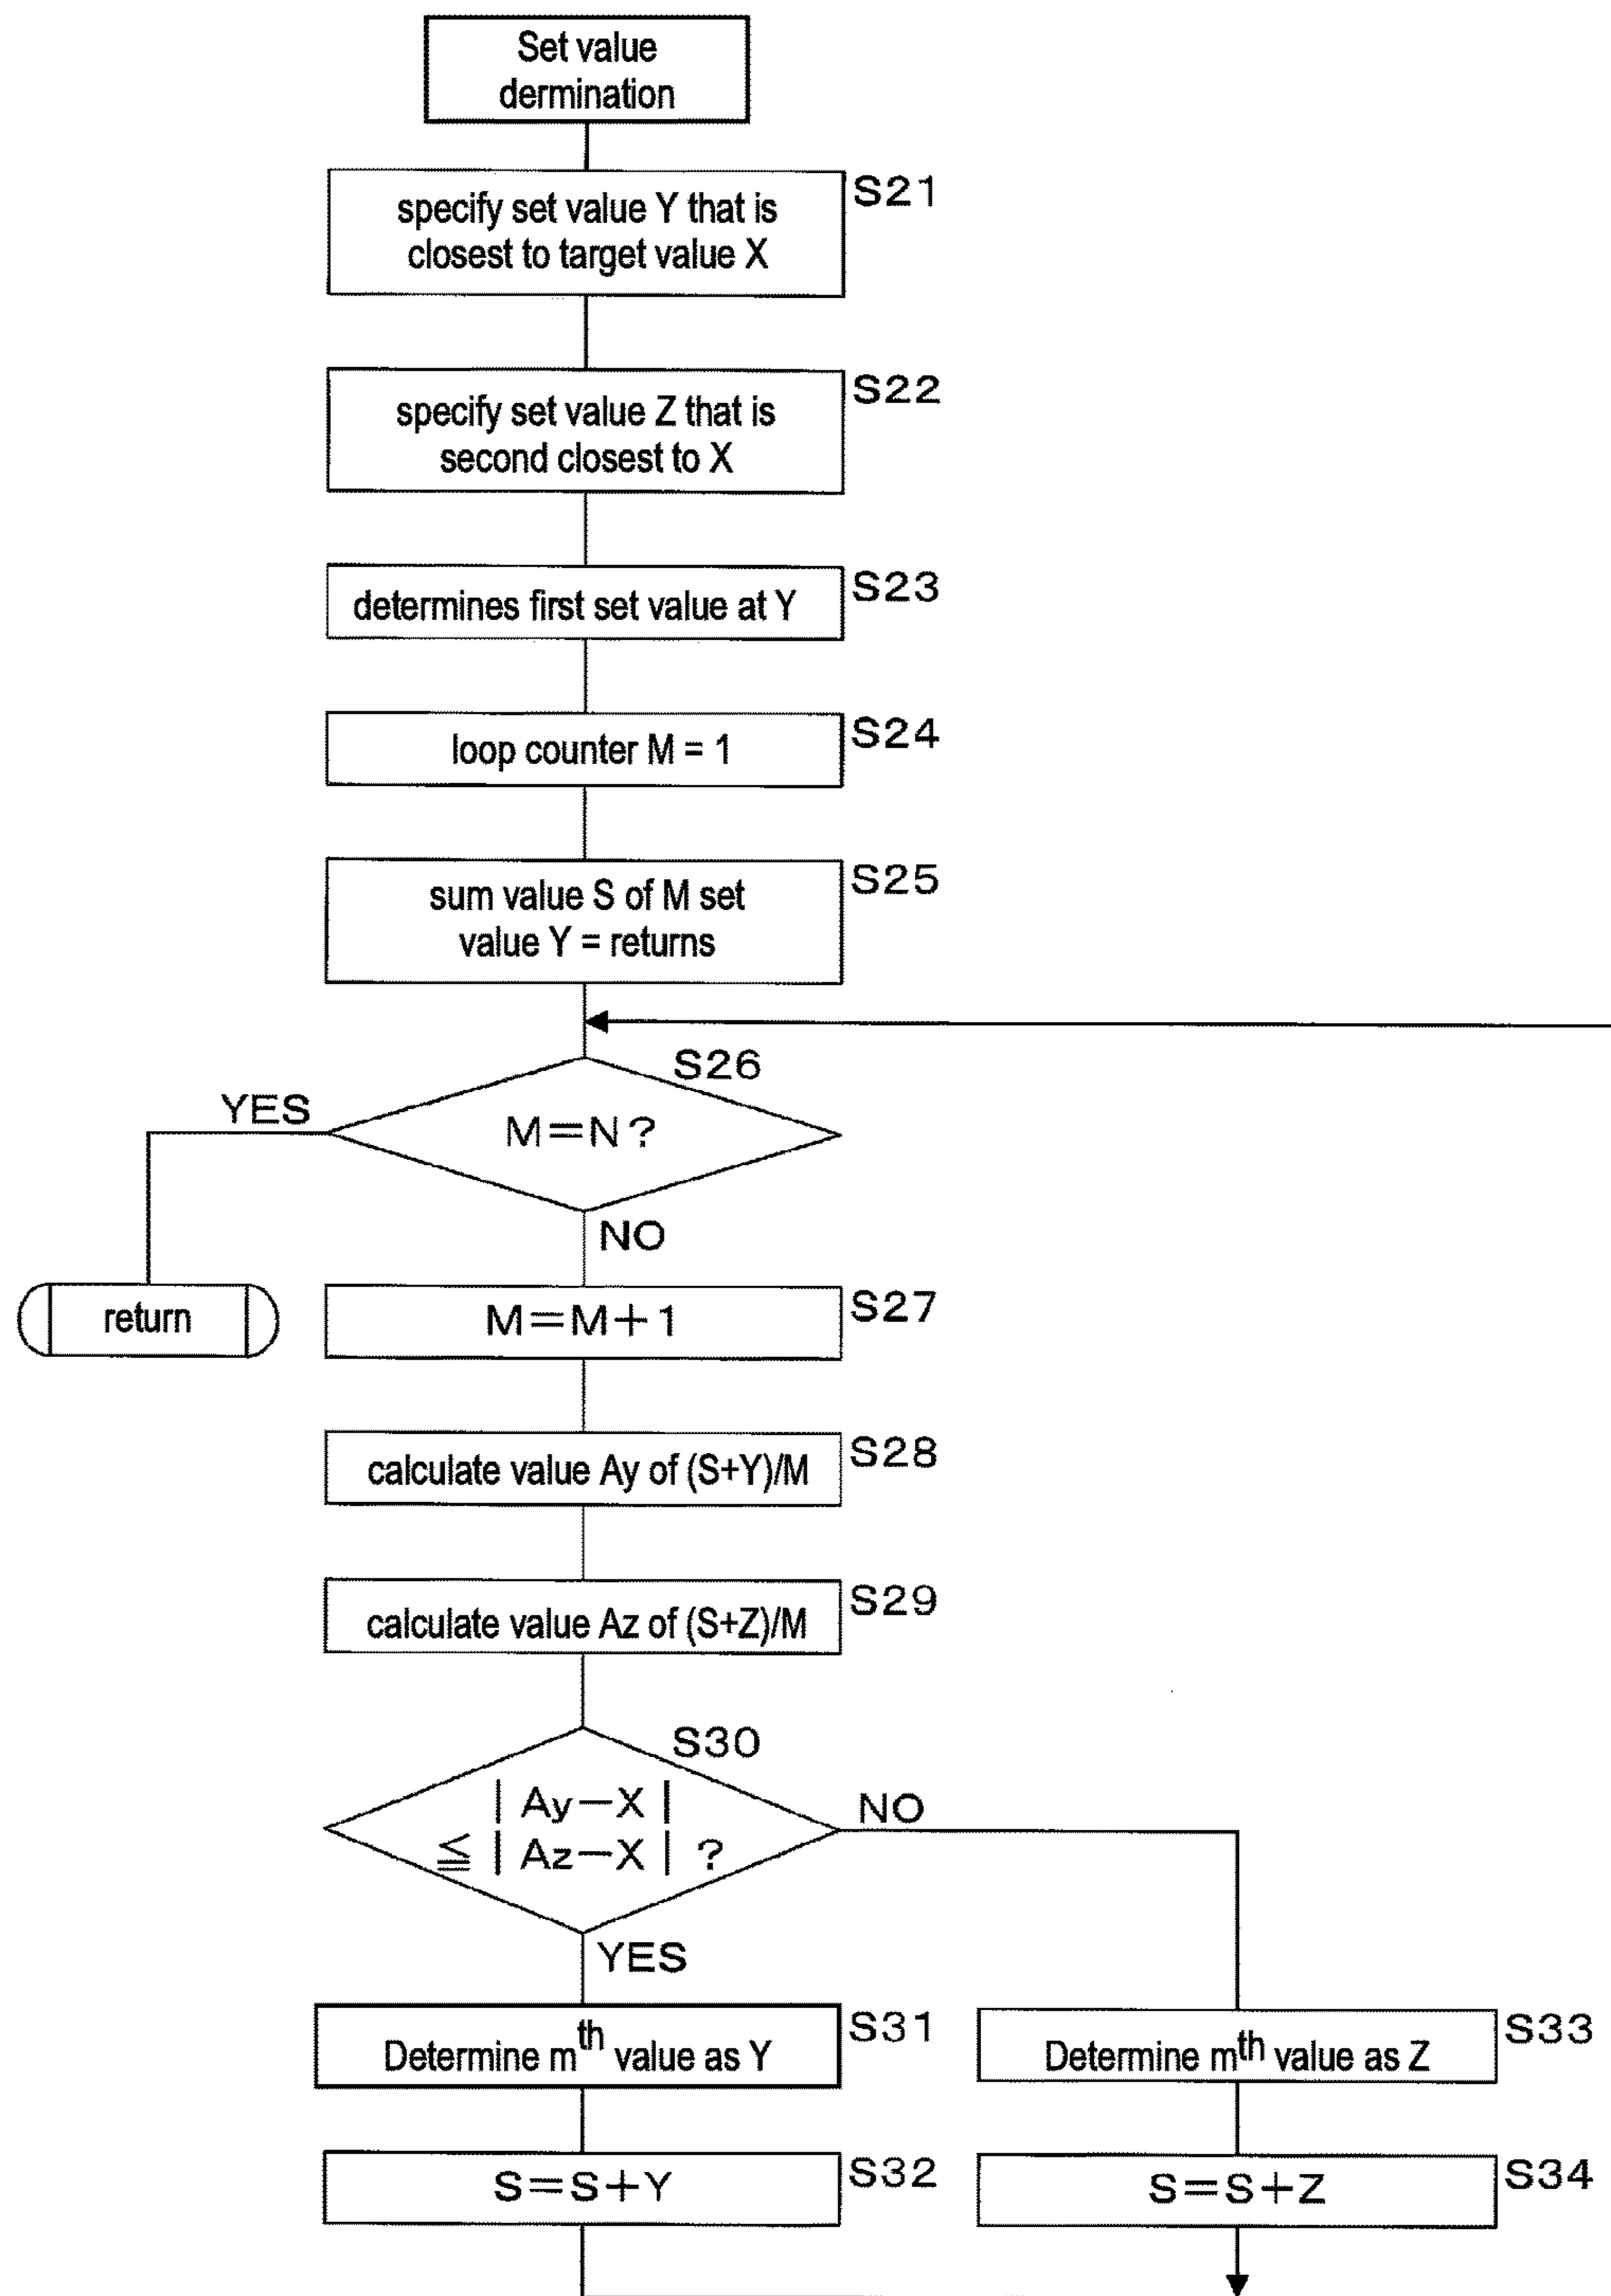 Set value
dermination
specify set value Y that is
closest to target value X
S21
specify set value Z that is
second closest to X
S22
determines first set value at Y
S23
loop counter M = 1
S24
sum value S of M set
value Y = returns
S25
S26
YES
M=N?
NO
return
M=M+1
S27
calculate value Ay of (S+Y)/M
S28
calculate value Az of (S+Z)/M
S29
S30
| Ay-X |
≦ | Az-X | ?
NO
YES
Determine mth value as Y
S31
Determine mth value as Z
S33
S=S+Y
S32
S=S+Z
S34